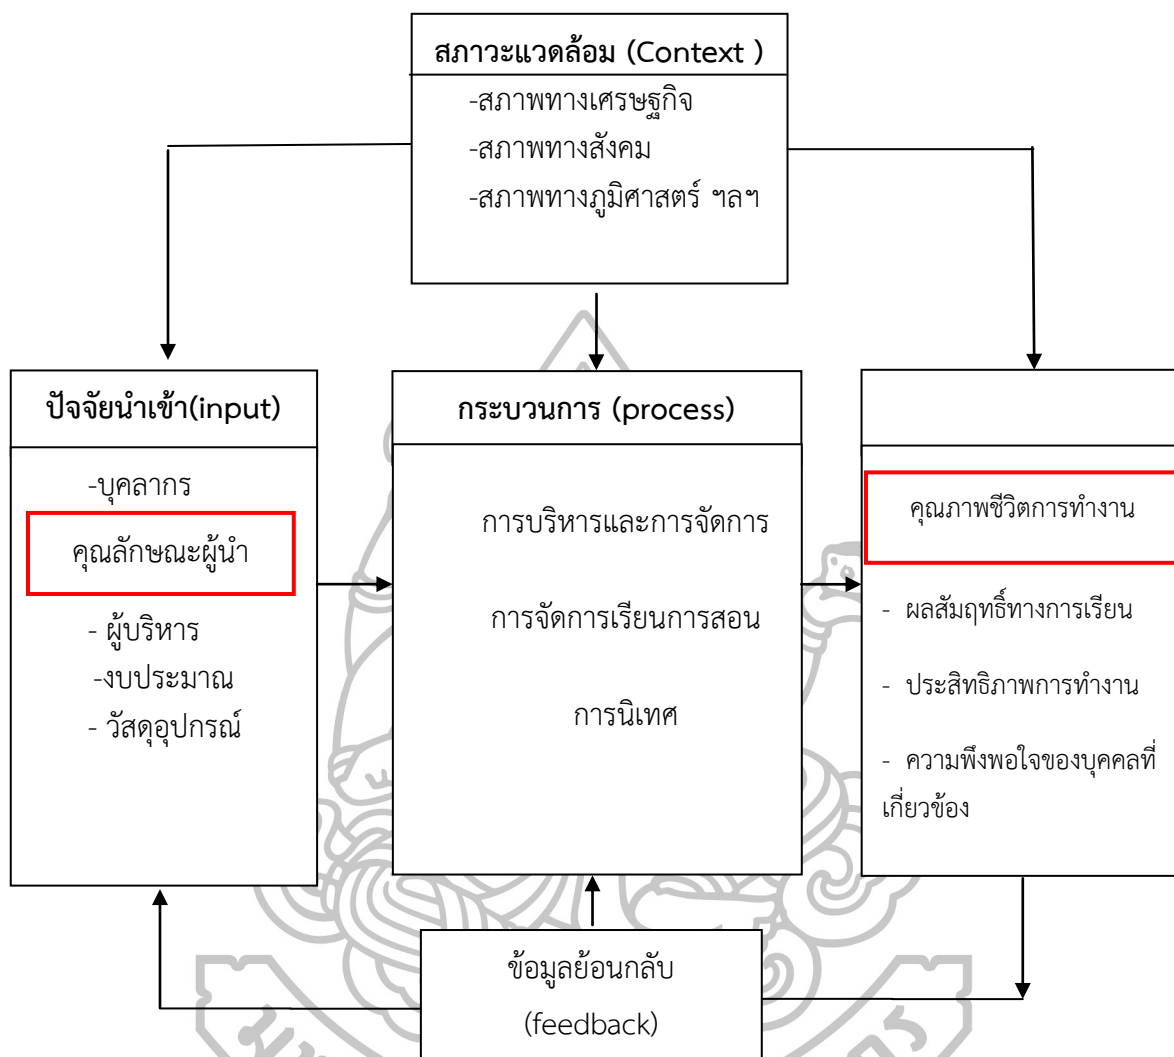 สภาวะแวดล้อม (Context )
-สภาพทางเศรษฐกิจ
-สภาพทางสังคม
-สภาพทางภูมิศาสตร์ ฯลฯ
ปัจจัยนำเข้า(input)
-บุคลากร
คุณลักษณะผู้นำ
- ผู้บริหาร
-งบประมาณ
- วัสดุอุปกรณ์
กระบวนการ (process)
การบริหารและการจัดการ
การจัดการเรียนการสอน
การนิเทศ
คุณภาพชีวิตการทำงาน
- ผลสัมฤทธิ์ทางการเรียน
- ประสิทธิภาพการทำงาน
- ความพึงพอใจของบุคคลที่
เกี่ยวข้อง
ข้อมูลย้อนกลับ
(feedback)